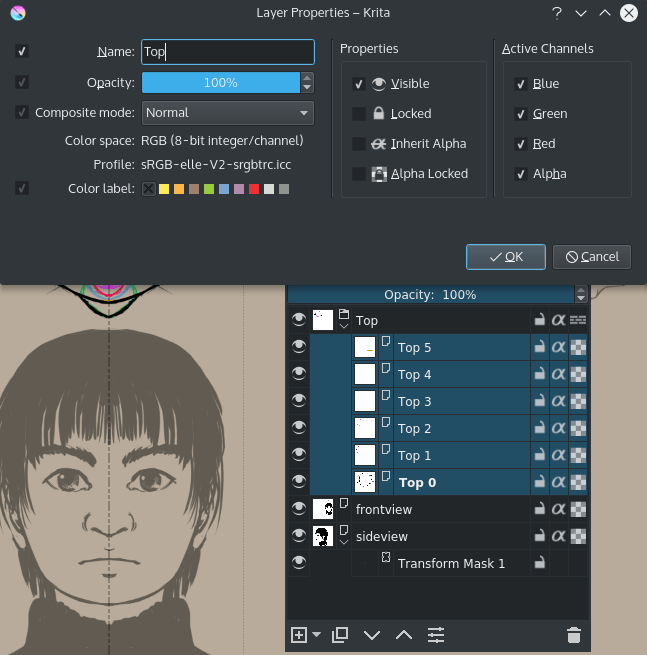 Layer Properties – Krita
Name: Top
Opacity: 100%
Composite mode: Normal
Color space: RGB (8-bit integer/channel)
Profile: sRGB-elle-V2-srgbtrc.icc
Color label:
Properties
Visible
Locked
Inherit Alpha
Alpha Locked
Active Channels
Blue
Green
Red
Alpha
OK
Cancel
Opacity: 100%
Top
Top 5
Top 4
Top 3
Top 2
Top 1
Top 0
frontview
sideview
Transform Mask 1